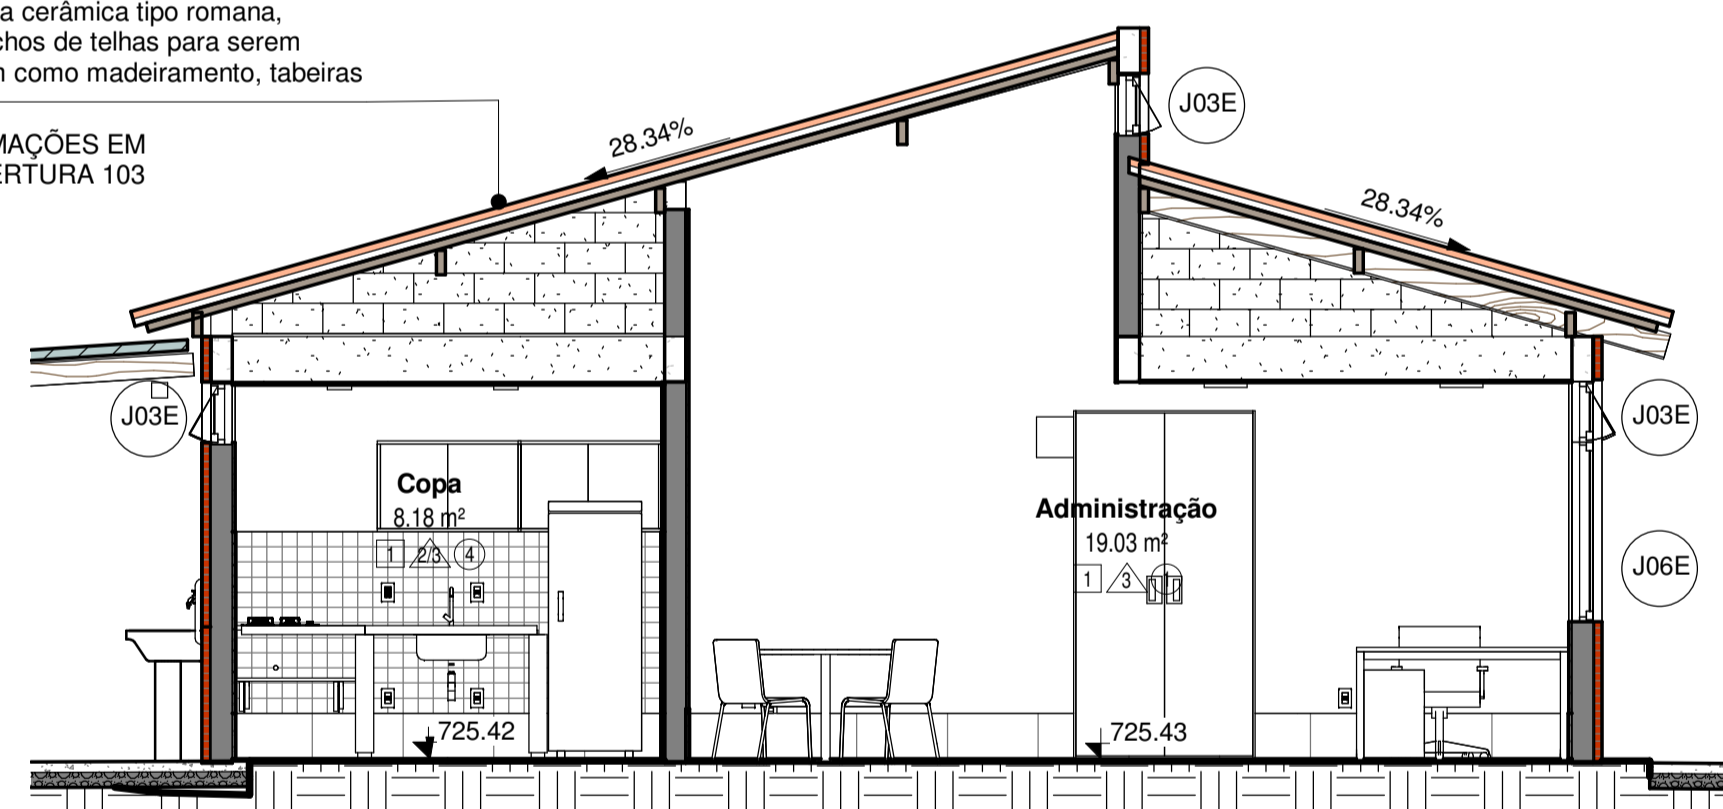 a cerâmica tipo romana,
chos de telhas para serem
n como madeiramento, tabeiras
MAÇÕES EM
ERTURA 103
28.34%
J03E
28.34%
J03E
J03E
Copa
8.18 m²
1 2/3 4
Administração
19.03 m²
1 3 1
J06E
725.42
725.43